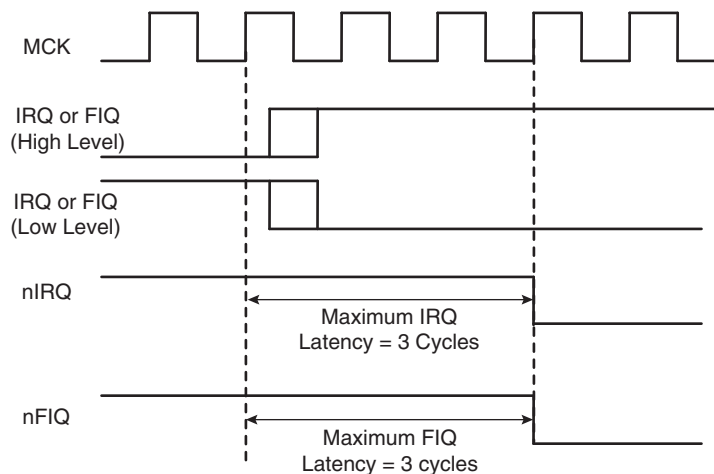 MCK
IRQ or FIQ
(High Level)
IRQ or FIQ
(Low Level)
nIRQ
Maximum IRQ
Latency = 3 Cycles
nFIQ
Maximum FIQ
Latency = 3 cycles